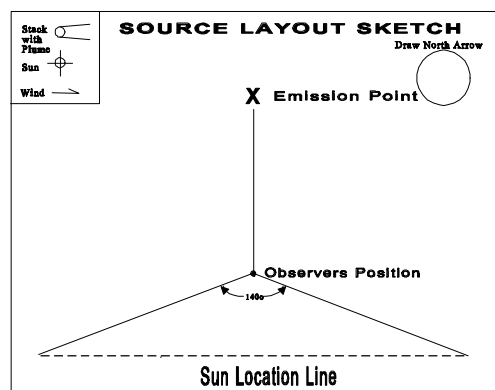 SOURCE LAYOUT SKETCH
Stack
with
Plume
Sun
Wind
Draw North Arrow
X Emission Point
Observers Position
140o
Sun Location Line